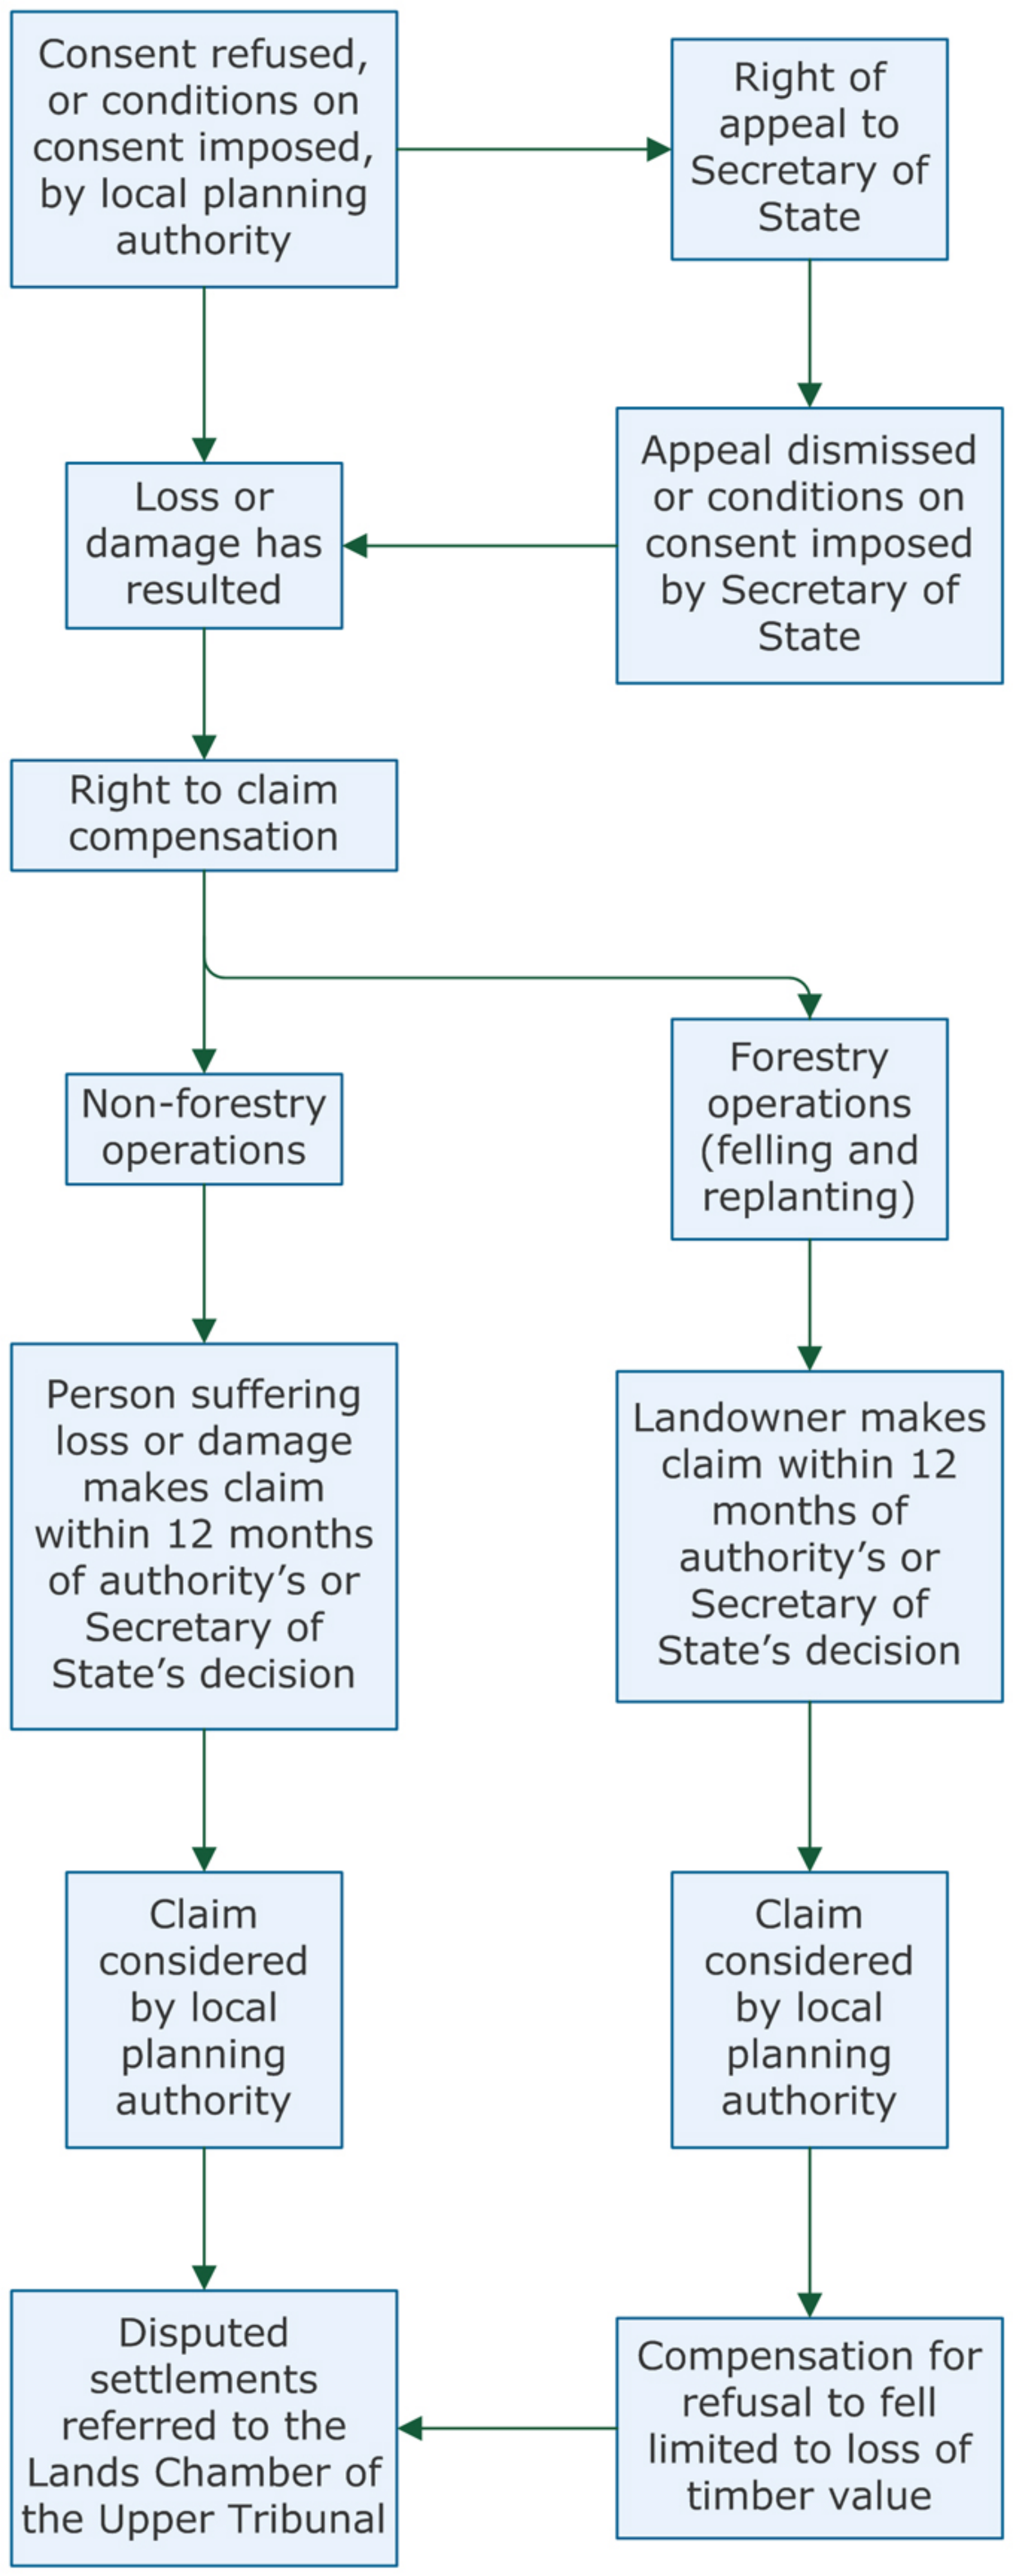 Consent refused,
or conditions on
consent imposed,
by local planning
authority
Right of
appeal to
Secretary of
State
Appeal dismissed
or conditions on
consent imposed
by Secretary of
State
Loss or
damage has
resulted
Right to claim
compensation
Non-forestry
operations
Forestry
operations
(felling and
replanting)
Person suffering
loss or damage
makes claim
within 12 months
of authority’s or
Secretary of
State’s decision
Landowner makes
claim within 12
months of
authority’s or
Secretary of
State’s decision
Claim
considered
by local
planning
authority
Claim
considered
by local
planning
authority
Disputed
settlements
referred to the
Lands Chamber of
the Upper Tribunal
Compensation for
refusal to fell
limited to loss of
timber value